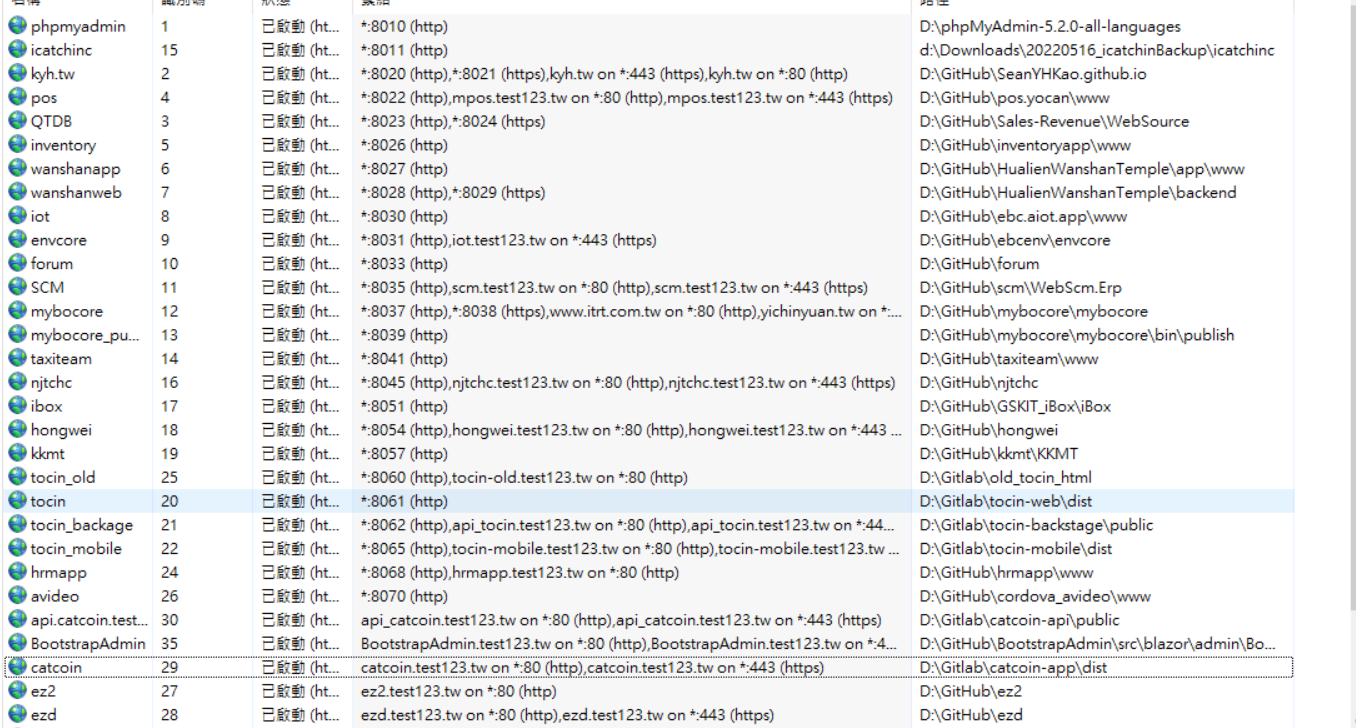 名稱 識別碼 狀態 繫結 路徑
phpmyadmin 1 已啟動 (ht... *:8010 (http) D:\phpMyAdmin-5.2.0-all-languages
icatchinc 15 已啟動 (ht... *:8011 (http) d:\Downloads\20220516_icatchinBackup\icatchinc
kyh.tw 2 已啟動 (ht... *:8020 (http),*:8021 (https),kyh.tw on *:443 (https),kyh.tw on *:80 (http) D:\GitHub\SeanYHKao.github.io
pos 4 已啟動 (ht... *:8022 (http),mpos.test123.tw on *:80 (http),mpos.test123.tw on *:443 (https) D:\GitHub\pos.yocan\www
QTDB 3 已啟動 (ht... *:8023 (http),*:8024 (https) D:\GitHub\Sales-Revenue\WebSource
inventory 5 已啟動 (ht... *:8026 (http) D:\GitHub\inventoryapp\www
wanshanapp 6 已啟動 (ht... *:8027 (http) D:\GitHub\HualienWanshanTemple\app\www
wanshanweb 7 已啟動 (ht... *:8028 (http),*:8029 (https) D:\GitHub\HualienWanshanTemple\backend
iot 8 已啟動 (ht... *:8030 (http) D:\GitHub\ebc.aiot.app\www
envcore 9 已啟動 (ht... *:8031 (http),iot.test123.tw on *:443 (https) D:\GitHub\ebcenv\envcore
forum 10 已啟動 (ht... *:8033 (http) D:\GitHub\forum
SCM 11 已啟動 (ht... *:8035 (http),scm.test123.tw on *:80 (http),scm.test123.tw on *:443 (https) D:\GitHub\scm\WebScm.Erp
mybocore 12 已啟動 (ht... *:8037 (http),*:8038 (https),www.itrt.com.tw on *:80 (http),yichinyuan.tw on *:... D:\GitHub\mybocore\mybocore
mybocore_pu... 13 已啟動 (ht... *:8039 (http) D:\GitHub\mybocore\mybocore\bin\publish
taxiteam 14 已啟動 (ht... *:8041 (http) D:\GitHub\taxiteam\www
njtchc 16 已啟動 (ht... *:8045 (http),njtchc.test123.tw on *:80 (http),njtchc.test123.tw on *:443 (https) D:\GitHub\njtchc
ibox 17 已啟動 (ht... *:8051 (http) D:\GitHub\GSKIT_iBox\iBox
hongwei 18 已啟動 (ht... *:8054 (http),hongwei.test123.tw on *:80 (http),hongwei.test123.tw on *:443 ... D:\GitHub\hongwei
kkmt 19 已啟動 (ht... *:8057 (http) D:\GitHub\kkmt\KKMT
tocin_old 25 已啟動 (ht... *:8060 (http),tocin-old.test123.tw on *:80 (http) D:\Gitlab\old_tocin_html
tocin 20 已啟動 (ht... *:8061 (http) D:\Gitlab\tocin-web\dist
tocin_backage 21 已啟動 (ht... *:8062 (http),api_tocin.test123.tw on *:80 (http),api_tocin.test123.tw on *:44... D:\Gitlab\tocin-backstage\public
tocin_mobile 22 已啟動 (ht... *:8065 (http),tocin-mobile.test123.tw on *:80 (http),tocin-mobile.test123.tw ... D:\Gitlab\tocin-mobile\dist
hrmapp 24 已啟動 (ht... *:8068 (http),hrmapp.test123.tw on *:80 (http) D:\GitHub\hrmapp\www
avideo 26 已啟動 (ht... *:8070 (http) D:\GitHub\cordova_avideo\www
api.catcoin.test... 30 已啟動 (ht... api_catcoin.test123.tw on *:80 (http),api_catcoin.test123.tw on *:443 (https) D:\Gitlab\catcoin-api\public
BootstrapAdmin 35 已啟動 (ht... BootstrapAdmin.test123.tw on *:80 (http),BootstrapAdmin.test123.tw on *:4... D:\GitHub\BootstrapAdmin\src\blazor\admin\Bo...
catcoin 29 已啟動 (ht... catcoin.test123.tw on *:80 (http),catcoin.test123.tw on *:443 (https) D:\Gitlab\catcoin-app\dist
ez2 27 已啟動 (ht... ez2.test123.tw on *:80 (http) D:\GitHub\ez2
ezd 28 已啟動 (ht... ezd.test123.tw on *:80 (http),ezd.test123.tw on *:443 (https) D:\GitHub\ezd